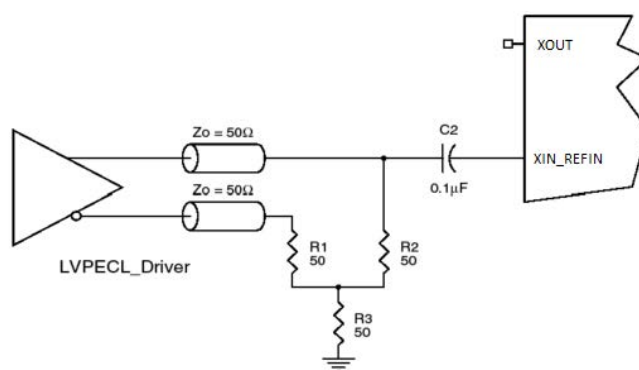 XOUT
Zo = 50Ω
C2
XIN_REFIN
0.1μF
Zo = 50Ω
R1
50
R2
50
LVPECL_Driver
R3
50